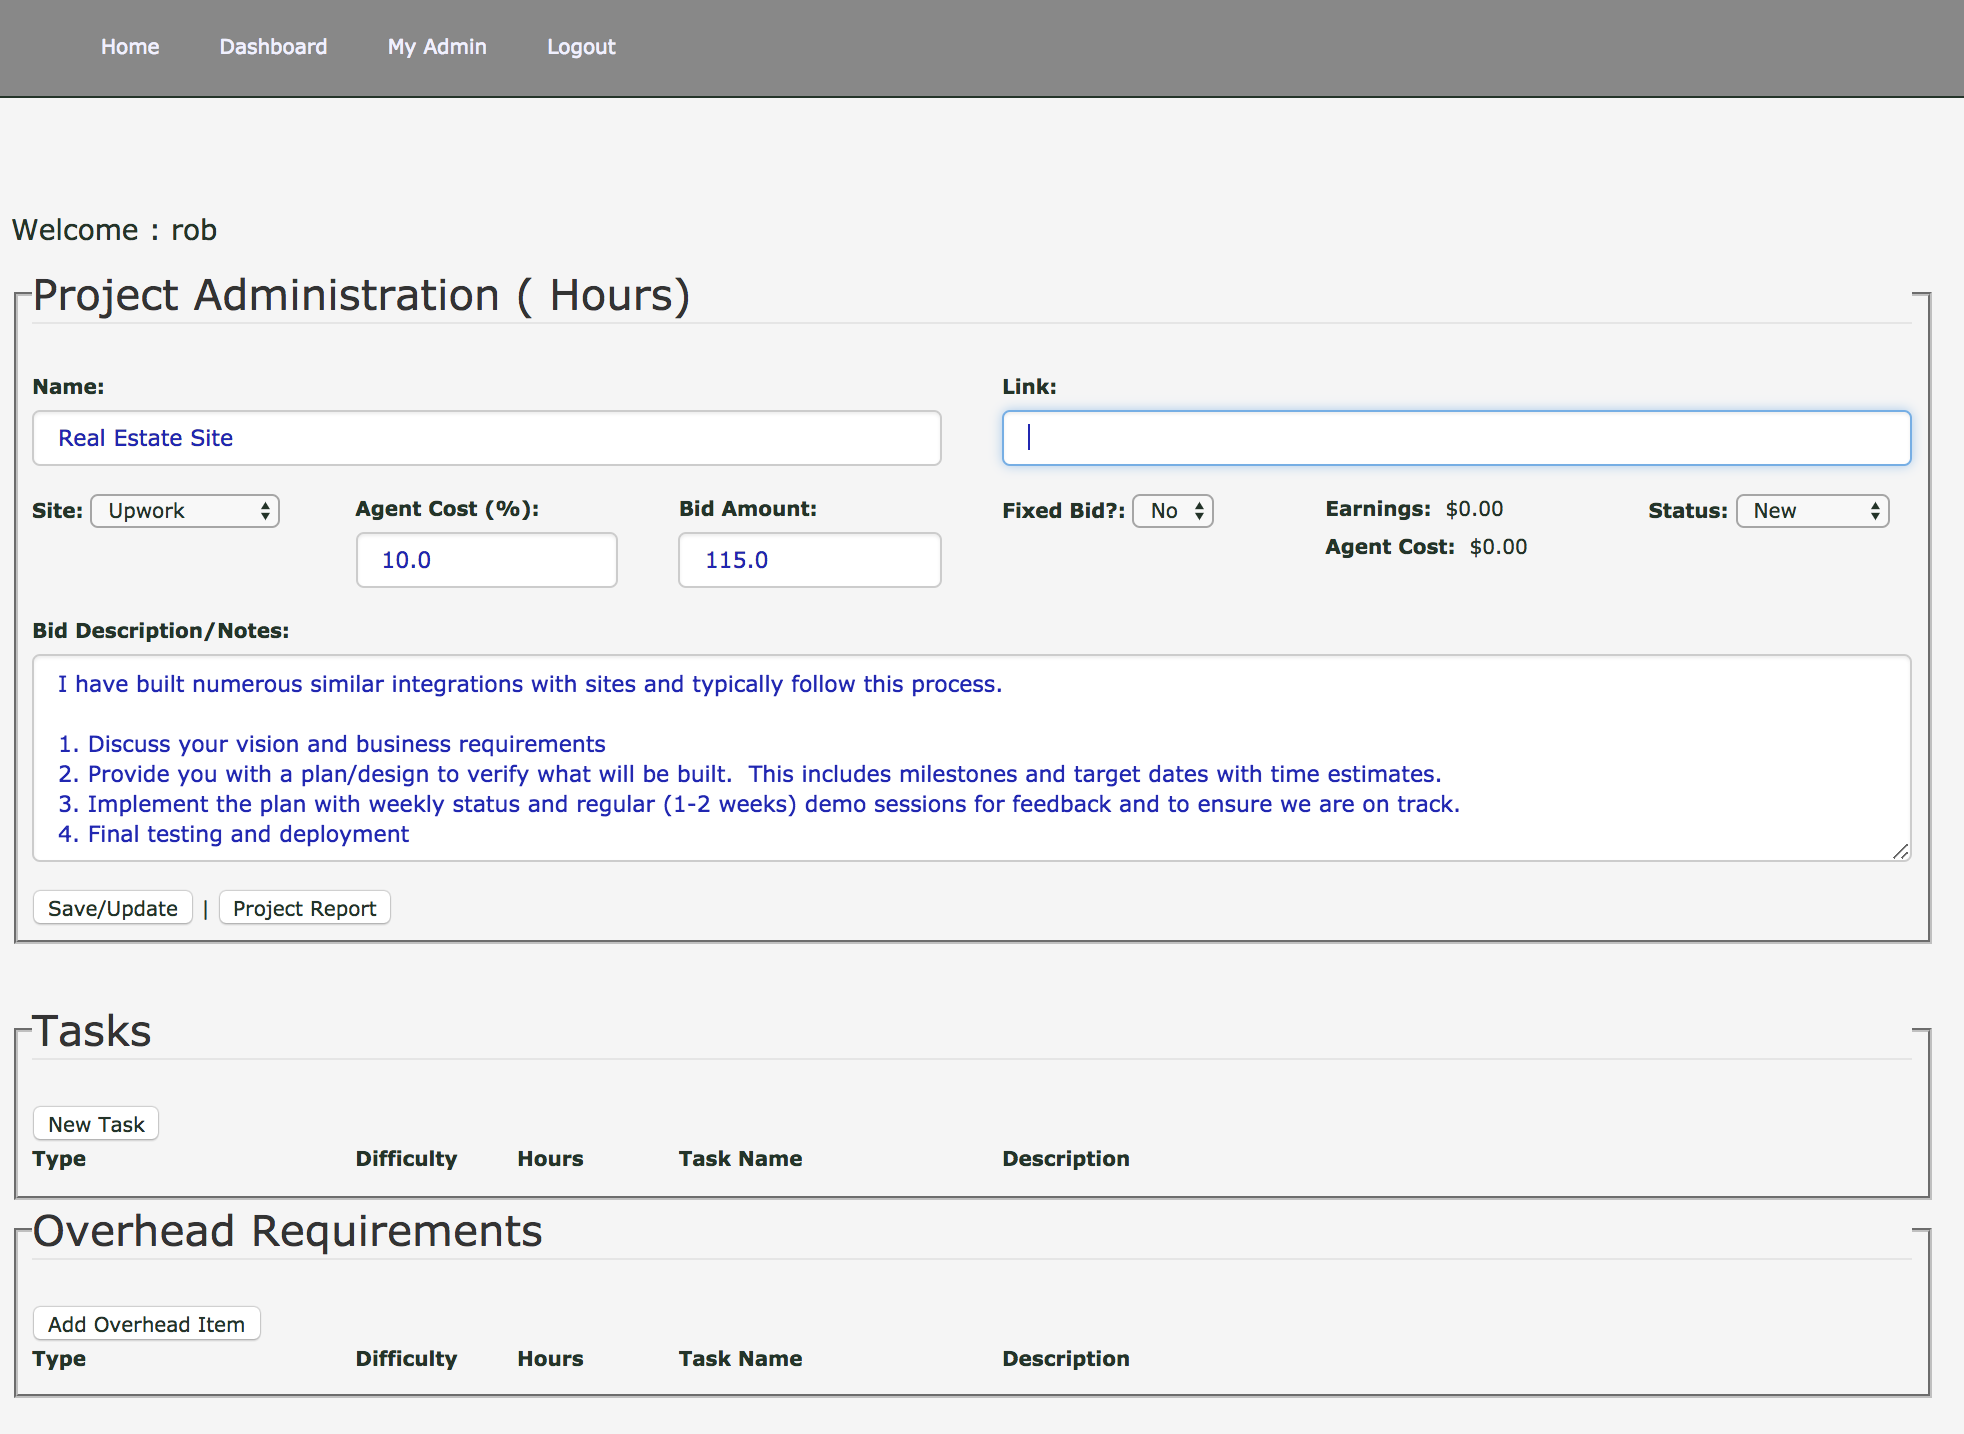 Home Dashboard My Admin Logout
Welcome : rob
Project Administration ( Hours)
Name: Link:
Real Estate Site
Site: Upwork Agent Cost (%): Bid Amount: Fixed Bid?: No Earnings: $0.00 Status: New
Agent Cost: $0.00
10.0 115.0
Bid Description/Notes:
I have built numerous similar integrations with sites and typically follow this process.
1. Discuss your vision and business requirements
2. Provide you with a plan/design to verify what will be built.  This includes milestones and target dates with time estimates.
3. Implement the plan with weekly status and regular (1-2 weeks) demo sessions for feedback and to ensure we are on track.
4. Final testing and deployment
Save/Update | Project Report
Tasks
New Task
Type Difficulty Hours Task Name Description
Overhead Requirements
Add Overhead Item
Type Difficulty Hours Task Name Description